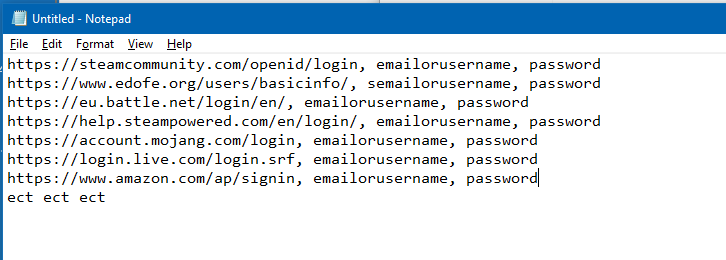 Untitled - Notepad
File Edit Format View Help
https://steamcommunity.com/openid/login, emailorusername, password
https://www.edofe.org/users/basicinfo/, semailorusername, password
https://eu.battle.net/login/en/, emailorusername, password
https://help.steampowered.com/en/login/, emailorusername, password
https://account.mojang.com/login, emailorusername, password
https://login.live.com/login.srf, emailorusername, password
https://www.amazon.com/ap/signin, emailorusername, password
ect ect ect